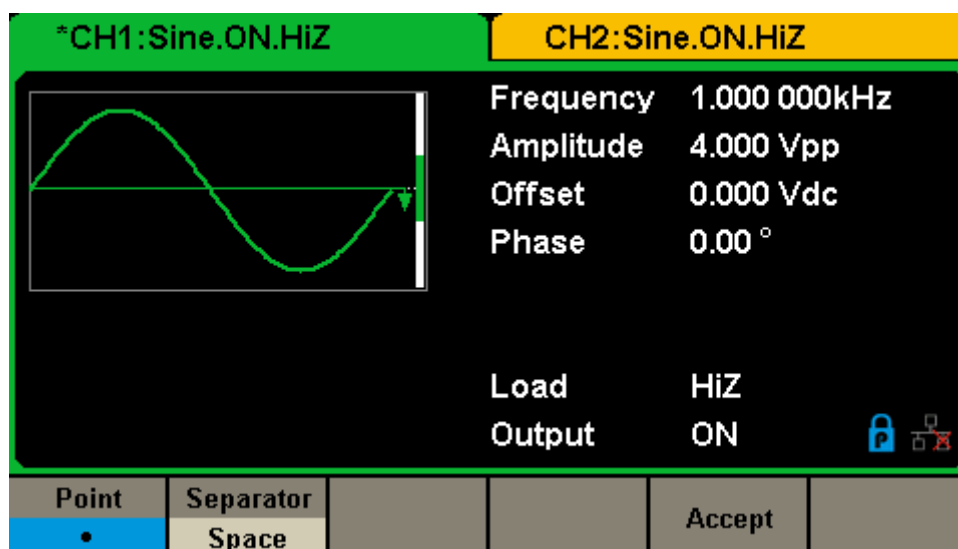 *CH1:Sine.ON.HiZ
CH2:Sine.ON.HiZ
Frequency 1.000 000kHz
Amplitude 4.000 Vpp
Offset 0.000 Vdc
Phase 0.00 °
Load HiZ
Output ON
P
Point Separator Accept
• Space